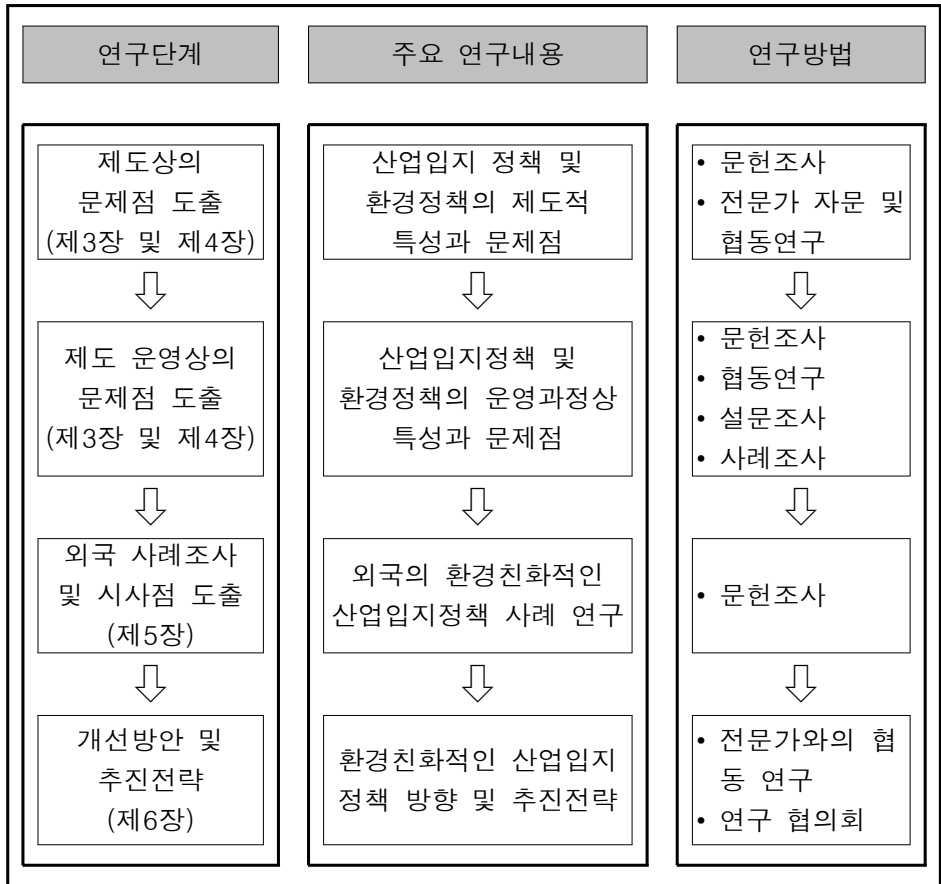 연구단계
주요 연구내용
연구방법
제도상의
문제점 도출
(제3장 및 제4장)
산업입지 정책 및
환경정책의 제도적
특성과 문제점
• 문헌조사
• 전문가 자문 및
협동연구
제도 운영상의
문제점 도출
(제3장 및 제4장)
산업입지정책 및
환경정책의 운영과정상
특성과 문제점
• 문헌조사
• 협동연구
• 설문조사
• 사례조사
외국 사례조사
및 시사점 도출
(제5장)
외국의 환경친화적인
산업입지정책 사례 연구
• 문헌조사
개선방안 및
추진전략
(제6장)
환경친화적인 산업입지
정책 방향 및 추진전략
• 전문가와의 협
동 연구
• 연구 협의회